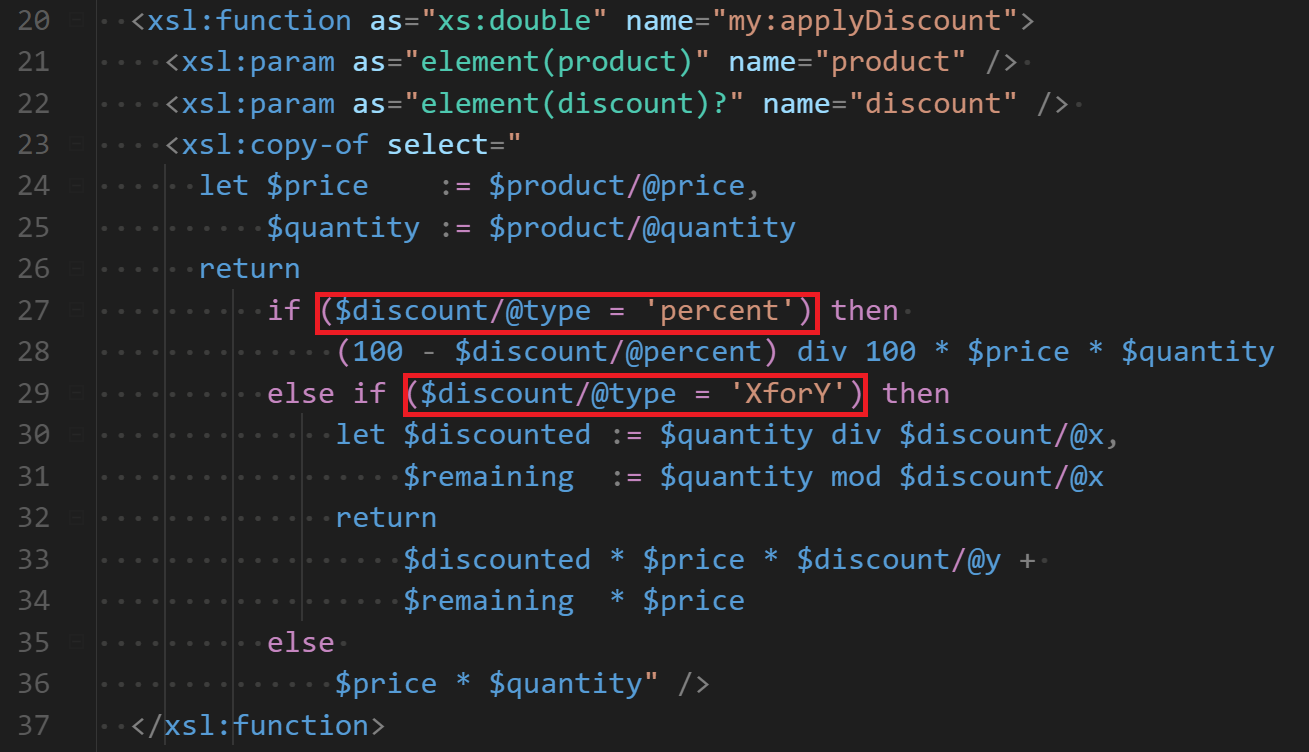 20 <xsl:function as="xs:double" name="my:applyDiscount">
21 <xsl:param as="element(product)" name="product" />
22 <xsl:param as="element(discount)?" name="discount" />
23 <xsl:copy-of select="
24 let $price := $product/@price,
25 $quantity := $product/@quantity
26 return
27 if ($discount/@type = 'percent') then
28 (100 - $discount/@percent) div 100 * $price * $quantity
29 else if ($discount/@type = 'XforY') then
30 let $discounted := $quantity div $discount/@x,
31 $remaining := $quantity mod $discount/@x
32 return
33 $discounted * $price * $discount/@y +
34 $remaining * $price
35 else
36 $price * $quantity" />
37 </xsl:function>